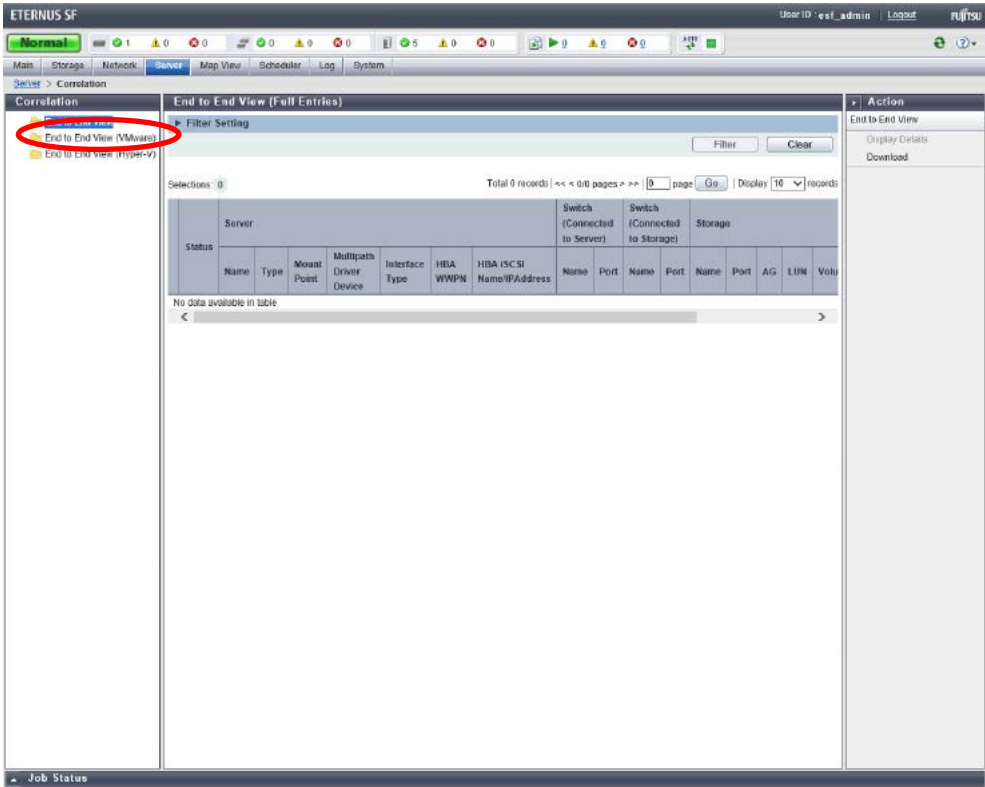 ETERNUS SF
User ID : esf_admin | Logout
FUJITSU
Normal 1 0 0 0 0 0 5 0 0 0 0 0
Main Storage Network Server Map View Scheduler Log System
Server > Correlation
Correlation
End to End View
End to End View (VMware)
End to End View (Hyper-V)
End to End View (Full Entries)
Filter Setting
Filter Clear
Selections: 0
Total 0 records | << < 0/0 pages > >> | 0 page Go | Display 10 records
Status
Server
Switch (Connected to Server)
Switch (Connected to Storage)
Storage
Name Type Mount Point Multipath Driver Device Interface Type HBA WWPN HBA iSCSI Name/IPAddress Name Port Name Port Name Port AG LUN Volu
No data available in table
Action
End to End View
Display Details
Download
Job Status